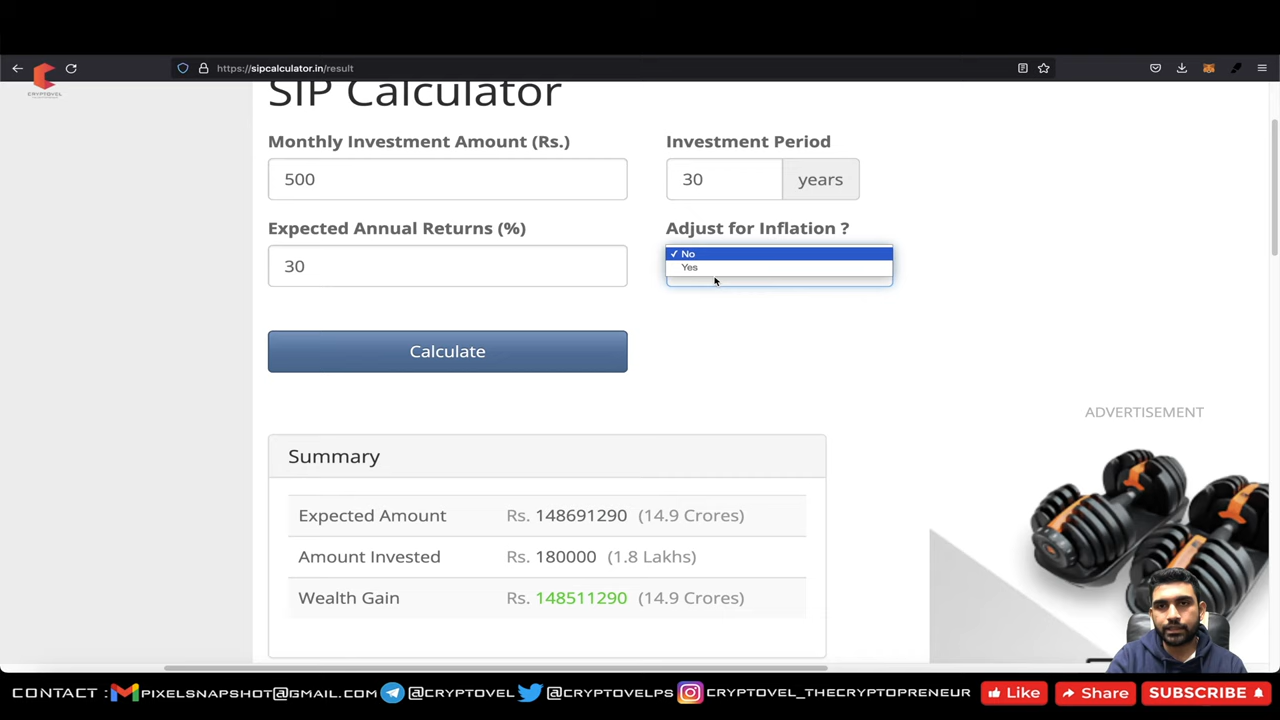 https://sipcalculator.in/result
CRYPTOVEL
SIP Calculator
Monthly Investment Amount (Rs.)
Investment Period
500
30
years
Expected Annual Returns (%)
Adjust for Inflation ?
30
✓ No
Yes
Calculate
ADVERTISEMENT
Summary
Expected Amount
Rs. 148691290 (14.9 Crores)
Amount Invested
Rs. 180000 (1.8 Lakhs)
Wealth Gain
Rs. 148511290 (14.9 Crores)
CONTACT : PIXELSNAPSHOT@GMAIL.COM @CRYPTOVEL @CRYPTOVELPS CRYPTOVEL_THECRYPTOPRENEUR Like Share SUBSCRIBE